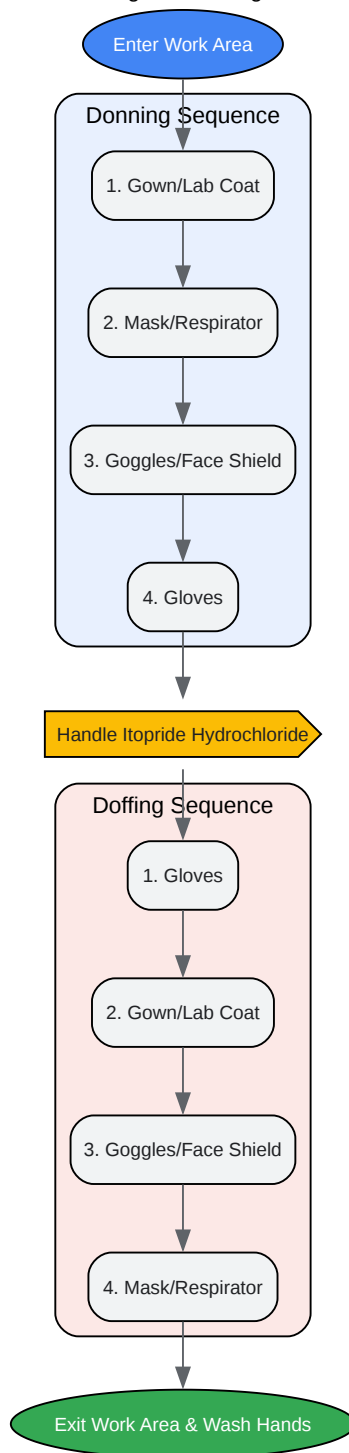 Enter Work Area
Donning Sequence
1. Gown/Lab Coat
2. Mask/Respirator
3. Goggles/Face Shield
4. Gloves
Handle Itopride Hydrochloride
Doffing Sequence
1. Gloves
2. Gown/Lab Coat
3. Goggles/Face Shield
4. Mask/Respirator
Exit Work Area & Wash Hands